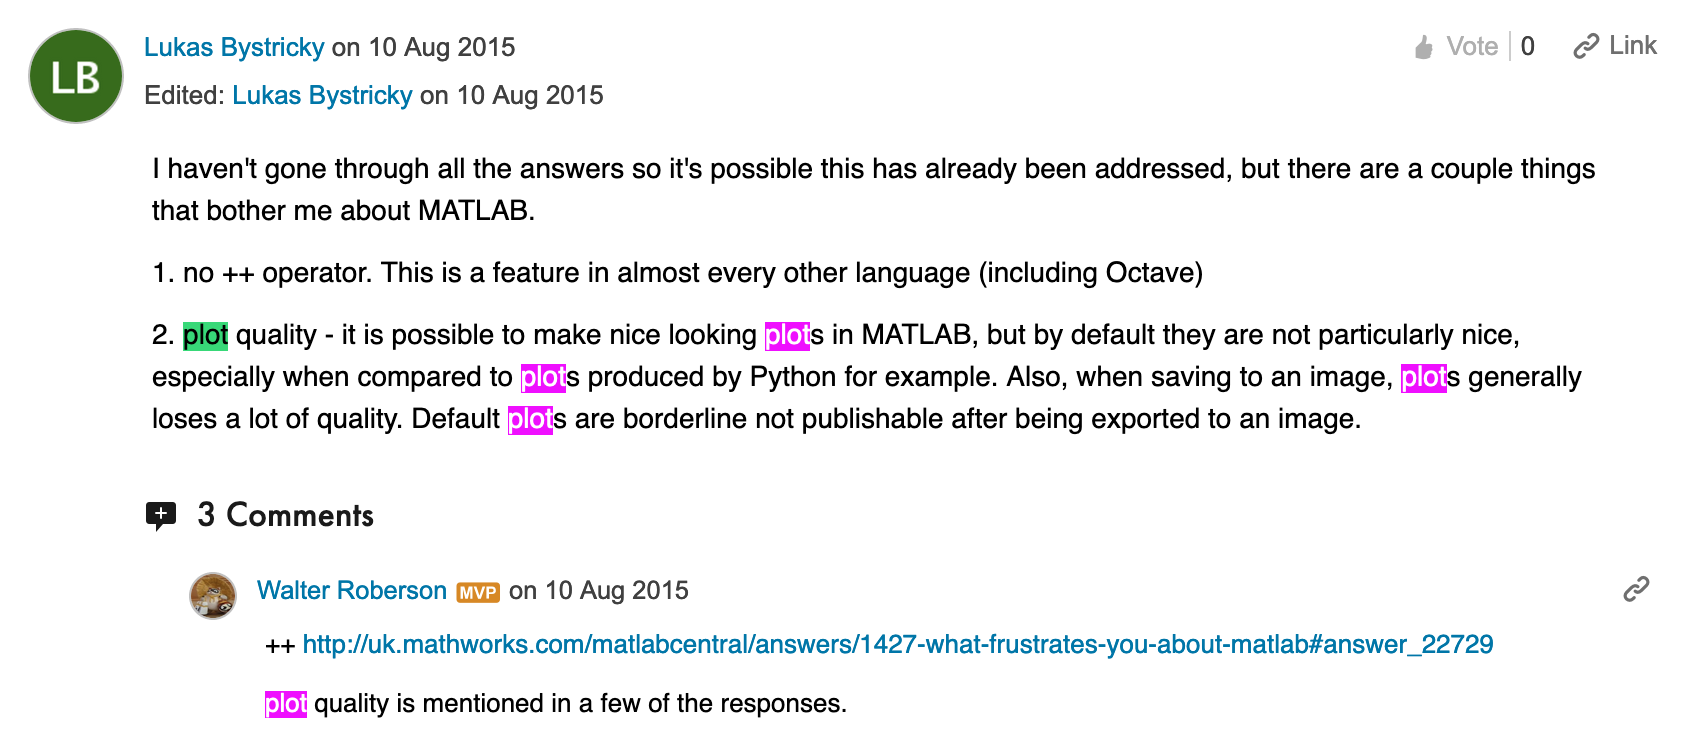 LB
Lukas Bystricky on 10 Aug 2015
Vote 0 Link
Edited: Lukas Bystricky on 10 Aug 2015
I haven't gone through all the answers so it's possible this has already been addressed, but there are a couple things
that bother me about MATLAB.
1. no ++ operator. This is a feature in almost every other language (including Octave)
2. plot quality - it is possible to make nice looking plots in MATLAB, but by default they are not particularly nice,
especially when compared to plots produced by Python for example. Also, when saving to an image, plots generally
loses a lot of quality. Default plots are borderline not publishable after being exported to an image.
3 Comments
Walter Roberson MVP on 10 Aug 2015
++ http://uk.mathworks.com/matlabcentral/answers/1427-what-frustrates-you-about-matlab#answer_22729
plot quality is mentioned in a few of the responses.